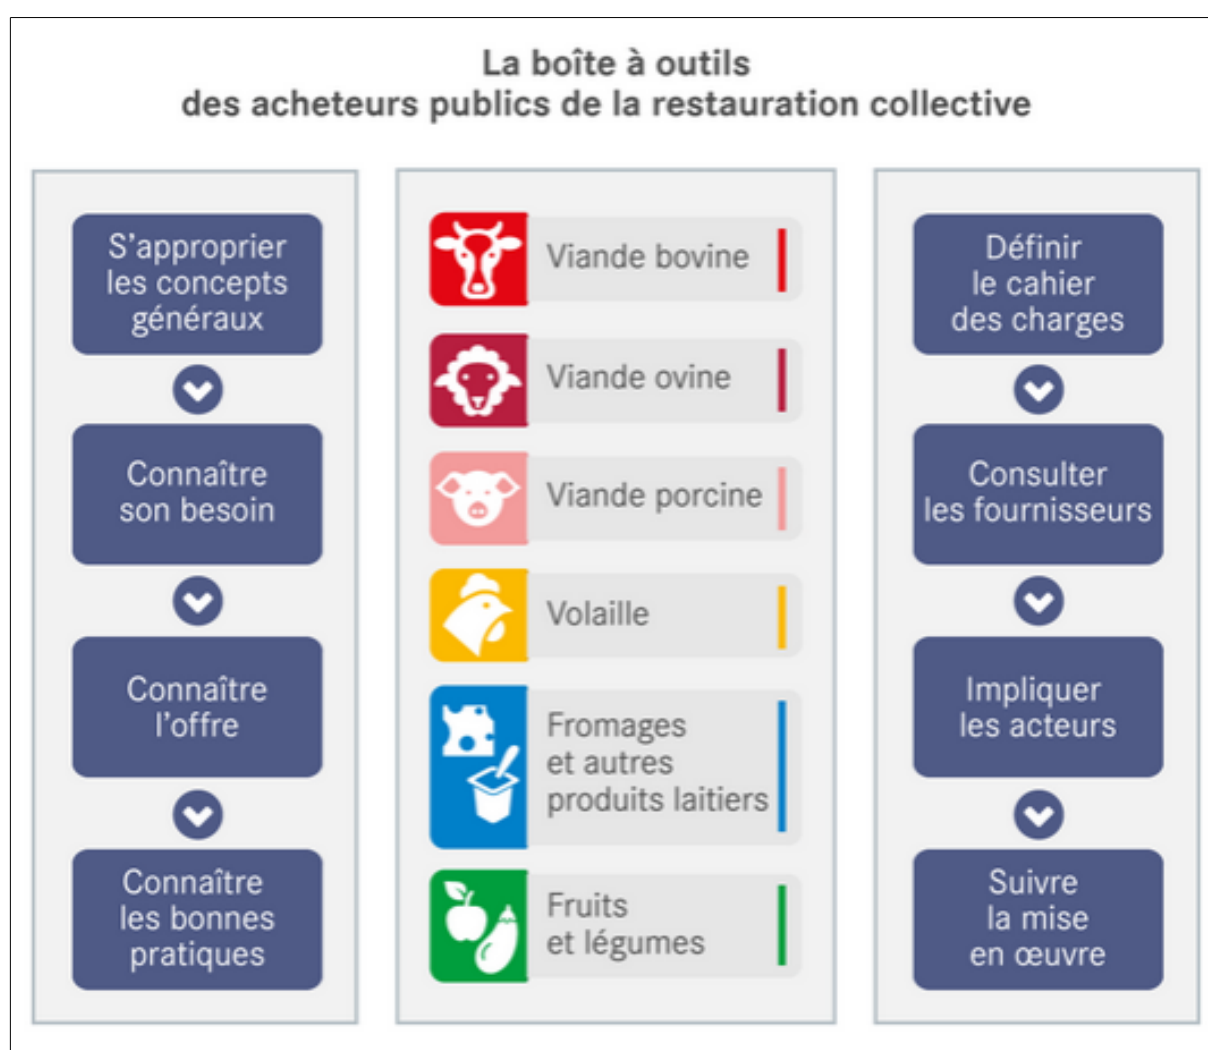 La boîte à outils
des acheteurs publics de la restauration collective
S'approprier
les concepts
généraux
Connaître
son besoin
Connaître
l'offre
Connaître
les bonnes
pratiques
Viande bovine
Viande ovine
Viande porcine
Volaille
Fromages
et autres
produits laitiers
Fruits
et légumes
Définir
le cahier
des charges
Consulter
les fournisseurs
Impliquer
les acteurs
Suivre
la mise
en œuvre